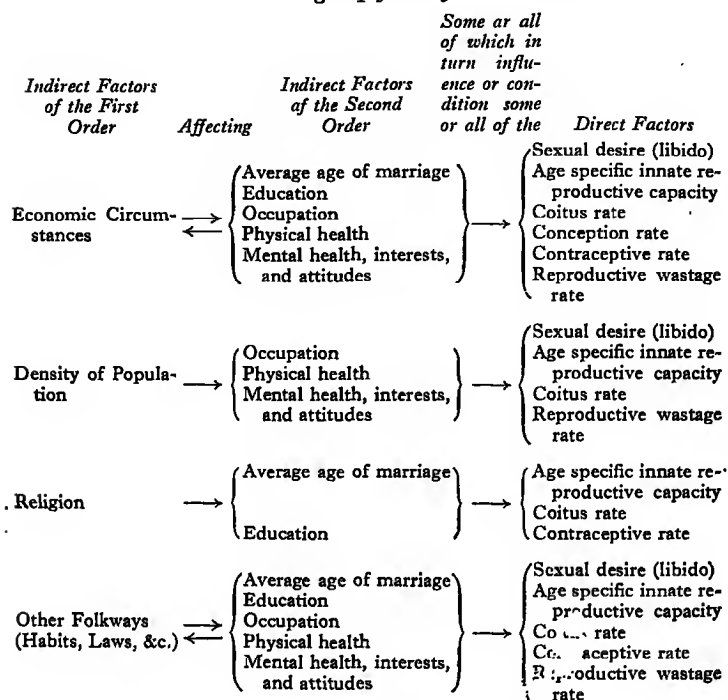 Indirect Factors
of the First
Order
Affecting
Indirect Factors
af the Second
Order
Some ar all
of which in
turn influ-
ence or con-
dition some
or all of the
Direct Factors
Economic Circum-
stances
Average age of marriage
Education
Occupation
Physical health
Mental health, interests,
and attitudes
Sexual desire (libido)
Age specific innate re-
productive capacity
Coitus rate
Conception rate
Contraceptive rate
Reproductive wastage
rate
Density of Popula-
tion
Occupation
Physical health
Mental health, interests,
and attitudes
Sexual desire (libido)
Age specific innate re-
productive capacity
Coitus rate
Reproductive wastage
rate
Religion
Average age of marriage
Education
Age specific innate re-
productive capacity
Coitus rate
Contraceptive rate
Other Folkways
(Habits, Laws, &c.)
Average age of marriage
Education
Occupation
Physical health
Mental health, interests,
and attitudes
Sexual desire (libido)
Age specific innate re-
productive capacity
rate
rate
wastage
rate